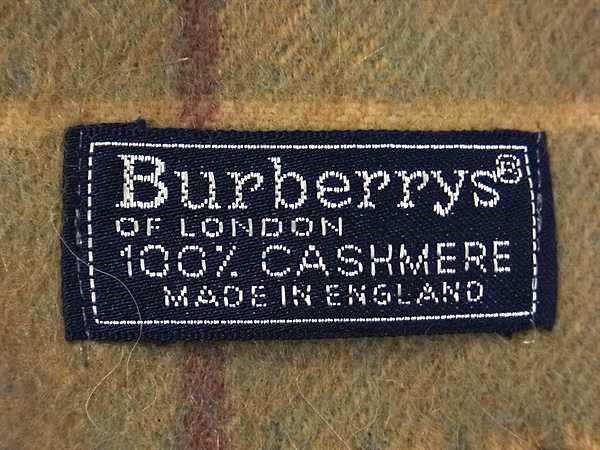 Burberrys®
OF LONDON
100% CASHMERE
MADE IN ENGLAND